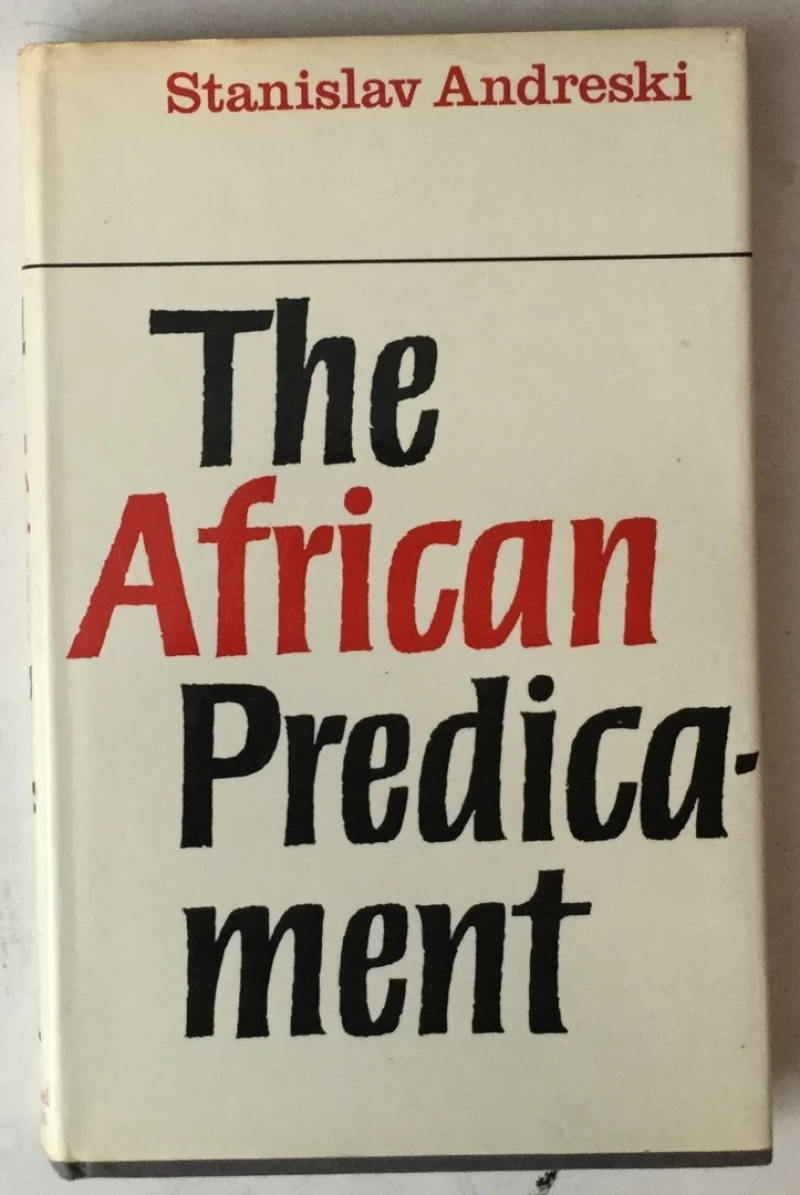 Stanislav Andreski
The
African
Predica-
ment